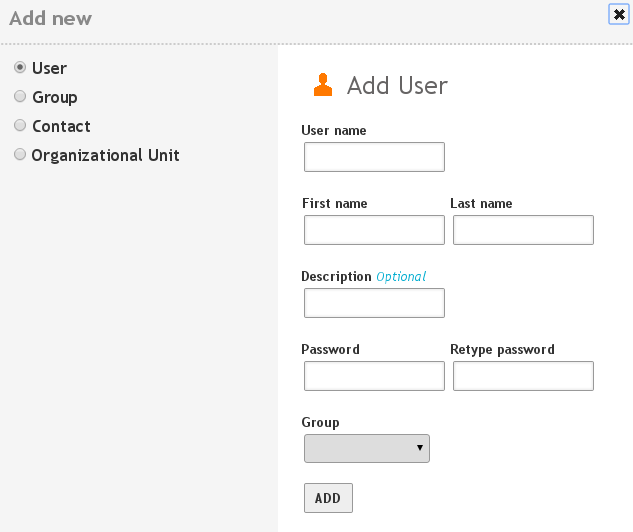 Add new
User
Group
Contact
Organizational Unit
Add User
User name
First name Last name
Description Optional
Password Retype password
Group
ADD